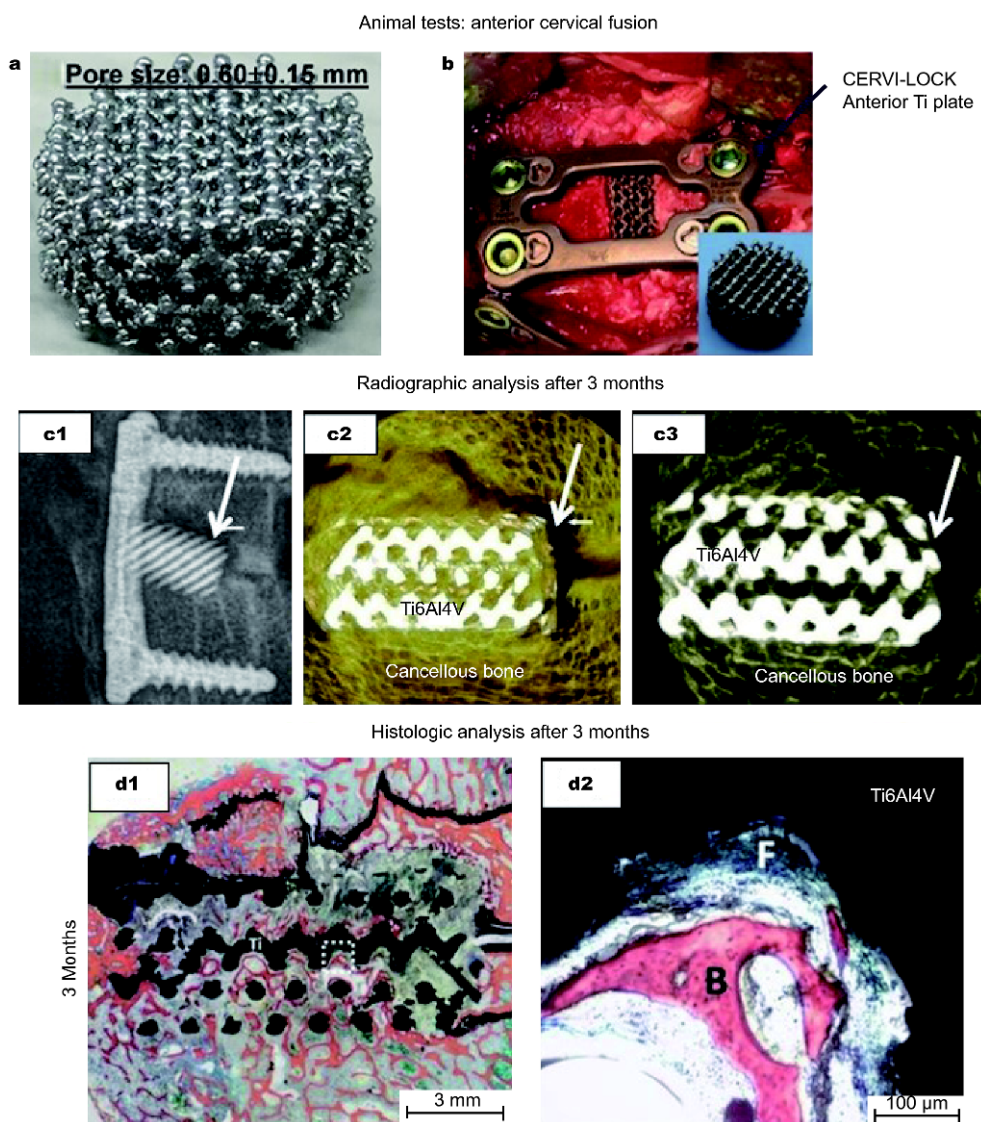 Animal tests: anterior cervical fusion
a
Pore size: 0.60±0.15 mm
b
CERVI-LOCK
Anterior Ti plate
Radiographic analysis after 3 months
c1
c2
Ti6Al4V
Cancellous bone
c3
Ti6Al4V
Cancellous bone
Histologic analysis after 3 months
3 Months
d1
Ti
3 mm
d2
Ti6Al4V
F
B
100 µm